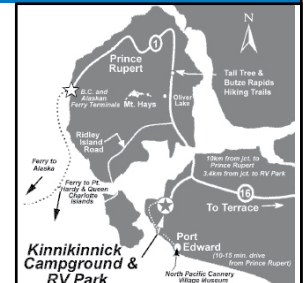 N
1
Prince
Rupert
Tall Tree &
Butze Rapids
Hiking Trails
B.C. and
Alaskan
Ferry Terminals
Mt. Hays
Oliver
Lake
Ridley
Island
Road
Ferry to
Alaska
10km from jct. to
Prince Rupert
3.4km from jct. to RV Park
Ferry to Pt.
Hardy & Queen
Charlotte
Islands
16
To Terrace
Port
Edward
(10-15 min. drive
from Prince Rupert)
Kinnikinnick
Campground &
RV Park
North Pacific Cannery
Village Museum